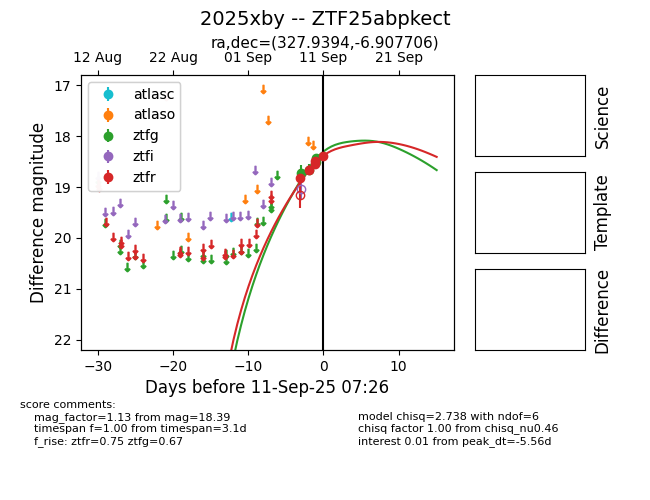 2025xby -- ZTF25abpkect
ra,dec=(327.9394,-6.907706)
12 Aug 22 Aug 01 Sep 11 Sep 21 Sep
atlasc
atlaso
ztfg
ztfi
ztfr
17
18
19
20
21
22
Difference magnitude
−30 −20 −10 0 10
Days before 11-Sep-25 07:26
Science
Template
Difference
score comments:
mag_factor=1.13 from mag=18.39
timespan f=1.00 from timespan=3.1d
f_rise: ztfr=0.75 ztfg=0.67
model chisq=2.738 with ndof=6
chisq factor 1.00 from chisq_nu0.46
interest 0.01 from peak_dt=-5.56d